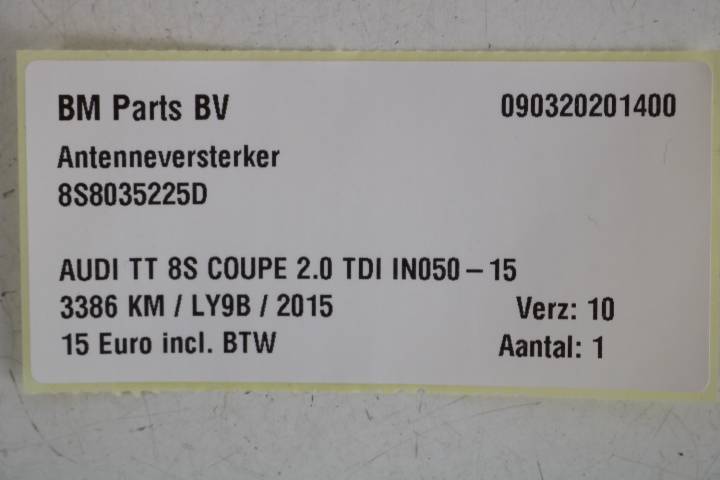 BM Parts BV 090320201400
Antenneversterker
8S8035225D
AUDI TT 8S COUPE 2.0 TDI IN050 – 15
3386 KM / LY9B / 2015 Verz: 10
15 Euro incl. BTW Aantal: 1